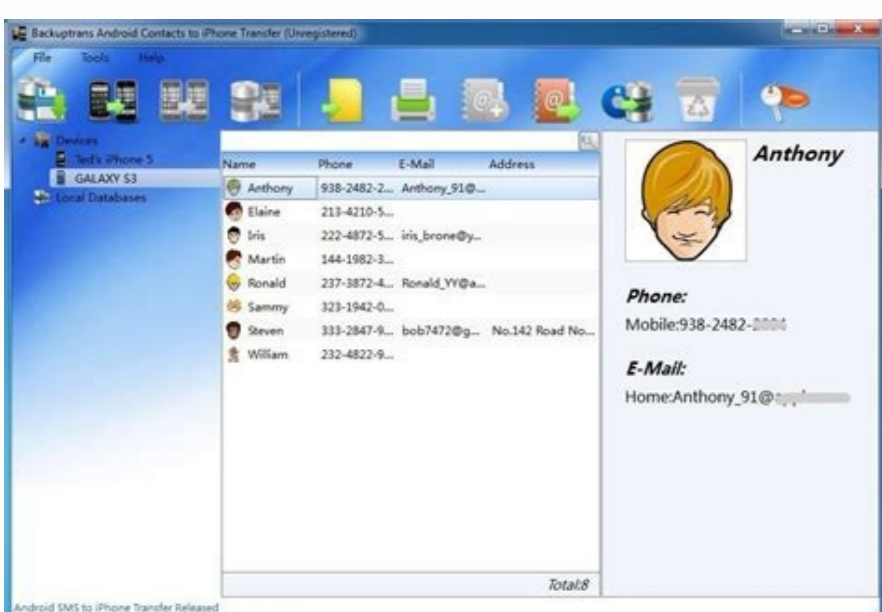 Backuptrans Android Contacts to iPhone Transfer (Unregistered)
File Tools Help
Devices
Ted's iPhone 5
GALAXY S3
Local Databases
Name Phone E-Mail Address
Anthony 938-2482-2... Anthony_91@...
Elaine 213-4210-5...
Iris 222-4872-5... iris_brone@y...
Martin 144-1982-3...
Ronald 237-3872-4... Ronald_YY@a...
Sammy 323-1942-0...
Steven 333-2847-9... bob7472@g... No.142 Road No...
William 232-4822-9...
Total:8
Anthony
Phone:
Mobile:938-2482-
E-Mail:
Home:Anthony_91@
Android SMS to iPhone Transfer Released